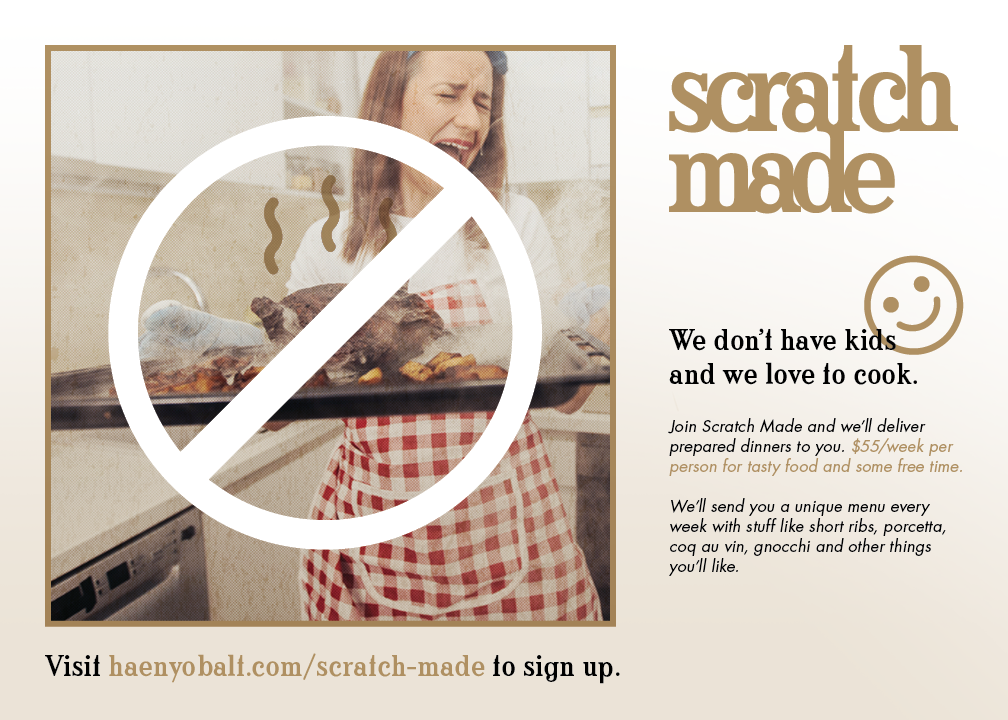 scratch
made
We don't have kids
and we love to cook.
Join Scratch Made and we'll deliver
prepared dinners to you. $55/week per
person for tasty food and some free time.
We'll send you a unique menu every
week with stuff like short ribs, porcetta,
coq au vin, gnocchi and other things
you'll like.
Visit haenyobalt.com/scratch-made to sign up.